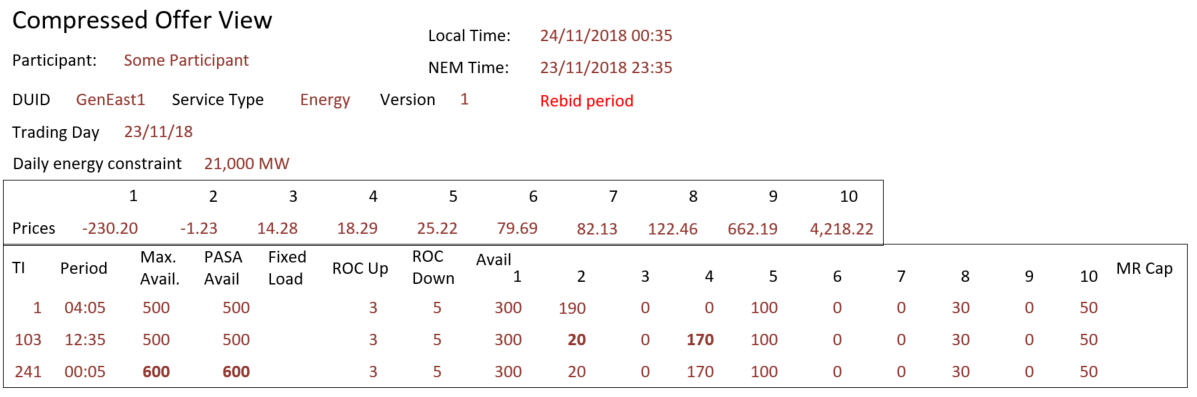 Compressed Offer View
Local Time: 24/11/2018 00:35
Participant: Some Participant
NEM Time: 23/11/2018 23:35
DUID GenEast1 Service Type Energy Version 1 Rebid period
Trading Day 23/11/18
Daily energy constraint 21,000 MW
1 2 3 4 5 6 7 8 9 10
Prices -230.20 -1.23 14.28 18.29 25.22 79.69 82.13 122.46 662.19 4,218.22
TI Period Max. Avail. PASA Avail Fixed Load ROC Up ROC Down Avail 1 2 3 4 5 6 7 8 9 10 MR Cap
1 04:05 500 500 3 5 300 190 0 0 100 0 0 30 0 50
103 12:35 500 500 3 5 300 20 0 170 100 0 0 30 0 50
241 00:05 600 600 3 5 300 20 0 170 100 0 0 30 0 50